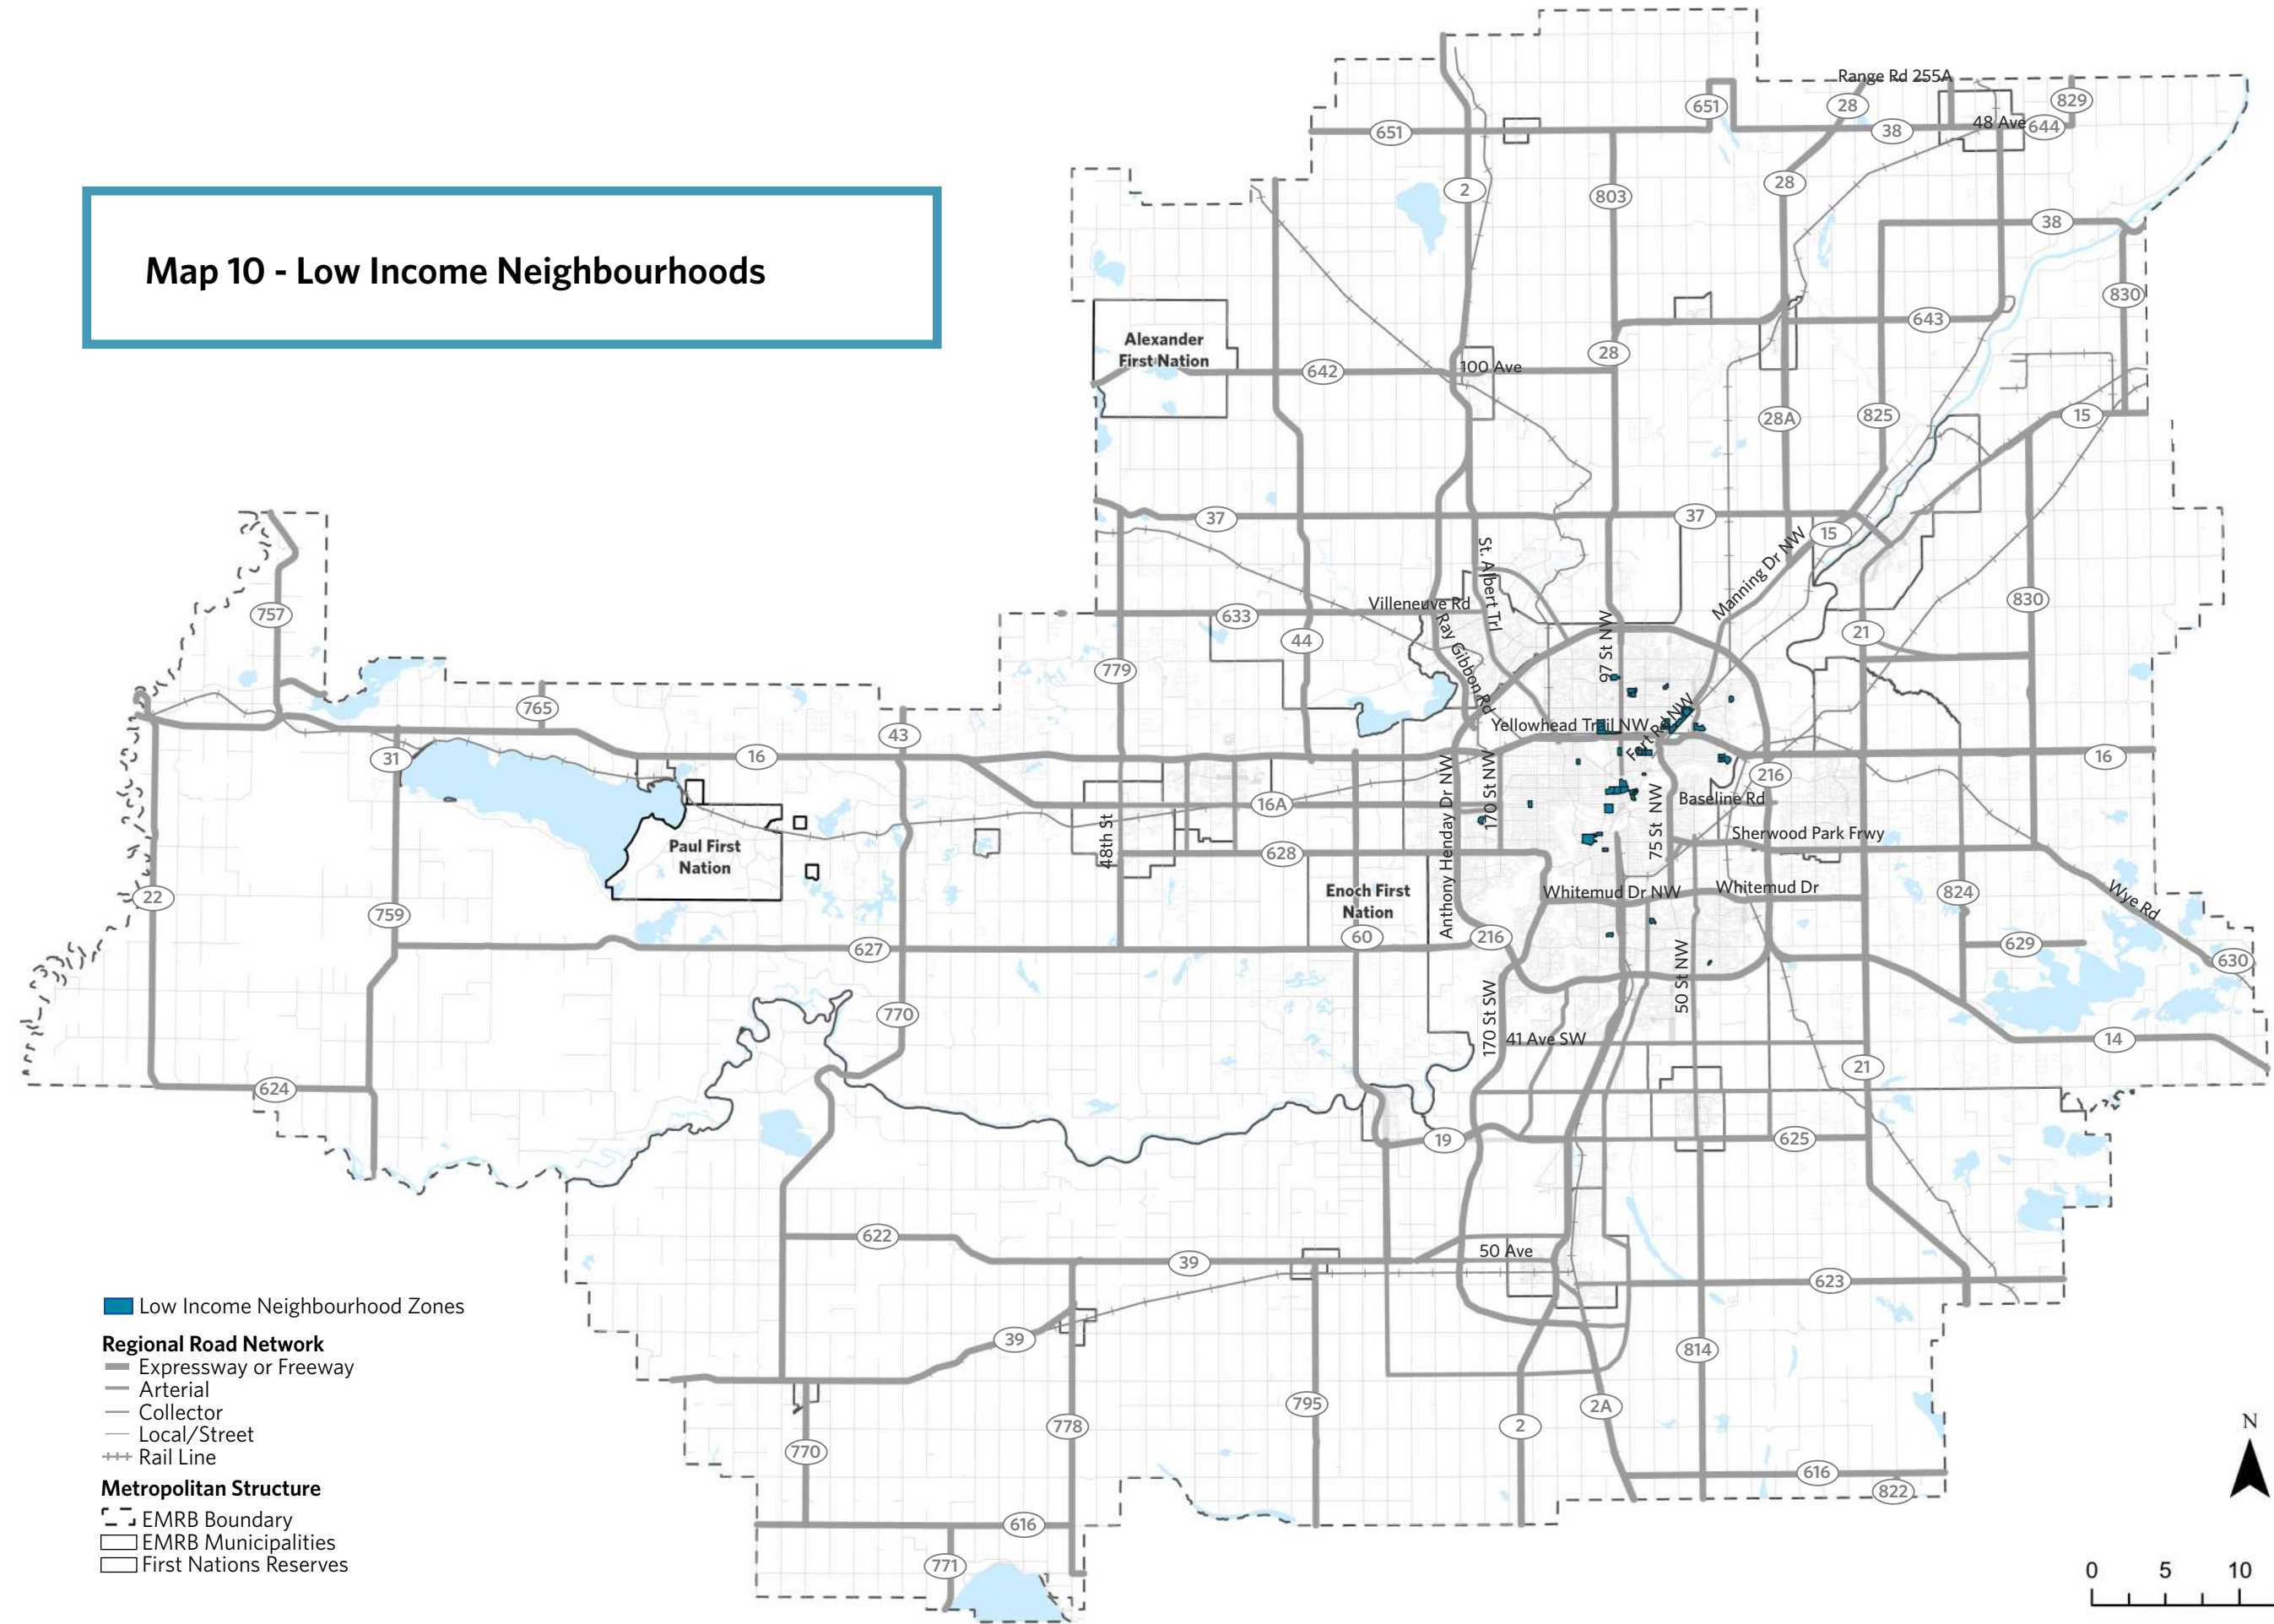 Map 10 - Low Income Neighbourhoods
Range Rd 255A
651
28
829
651
38
48 Ave
644
2
803
28
38
830
Alexander
First Nation
643
28
642
100 Ave
28A
825
15
37
37
15
St. Albert Trl
Manning Dr NW
757
Villeneuve Rd
633
44
830
21
97 St NW
Ray Gibbon Rd
779
765
Yellowhead Trail NW
Fort Rd NW
43
31
16
16
216
16A
170 St NW
Baseline Rd
Anthony Henday Dr NW
75 St NW
Sherwood Park Frwy
48th St
Paul First
Nation
628
Enoch First
Nation
Whitemud Dr NW
Whitemud Dr
22
759
824
Wye Rd
60
216
627
629
630
50 St NW
770
170 St SW
41 Ave SW
14
21
624
19
625
622
39
50 Ave
623
Low Income Neighbourhood Zones
Regional Road Network
Expressway or Freeway
Arterial
Collector
Local/Street
Rail Line
Metropolitan Structure
EMRB Boundary
EMRB Municipalities
First Nations Reserves
39
814
795
2A
778
2
770
616
822
616
771
N
0 5 10